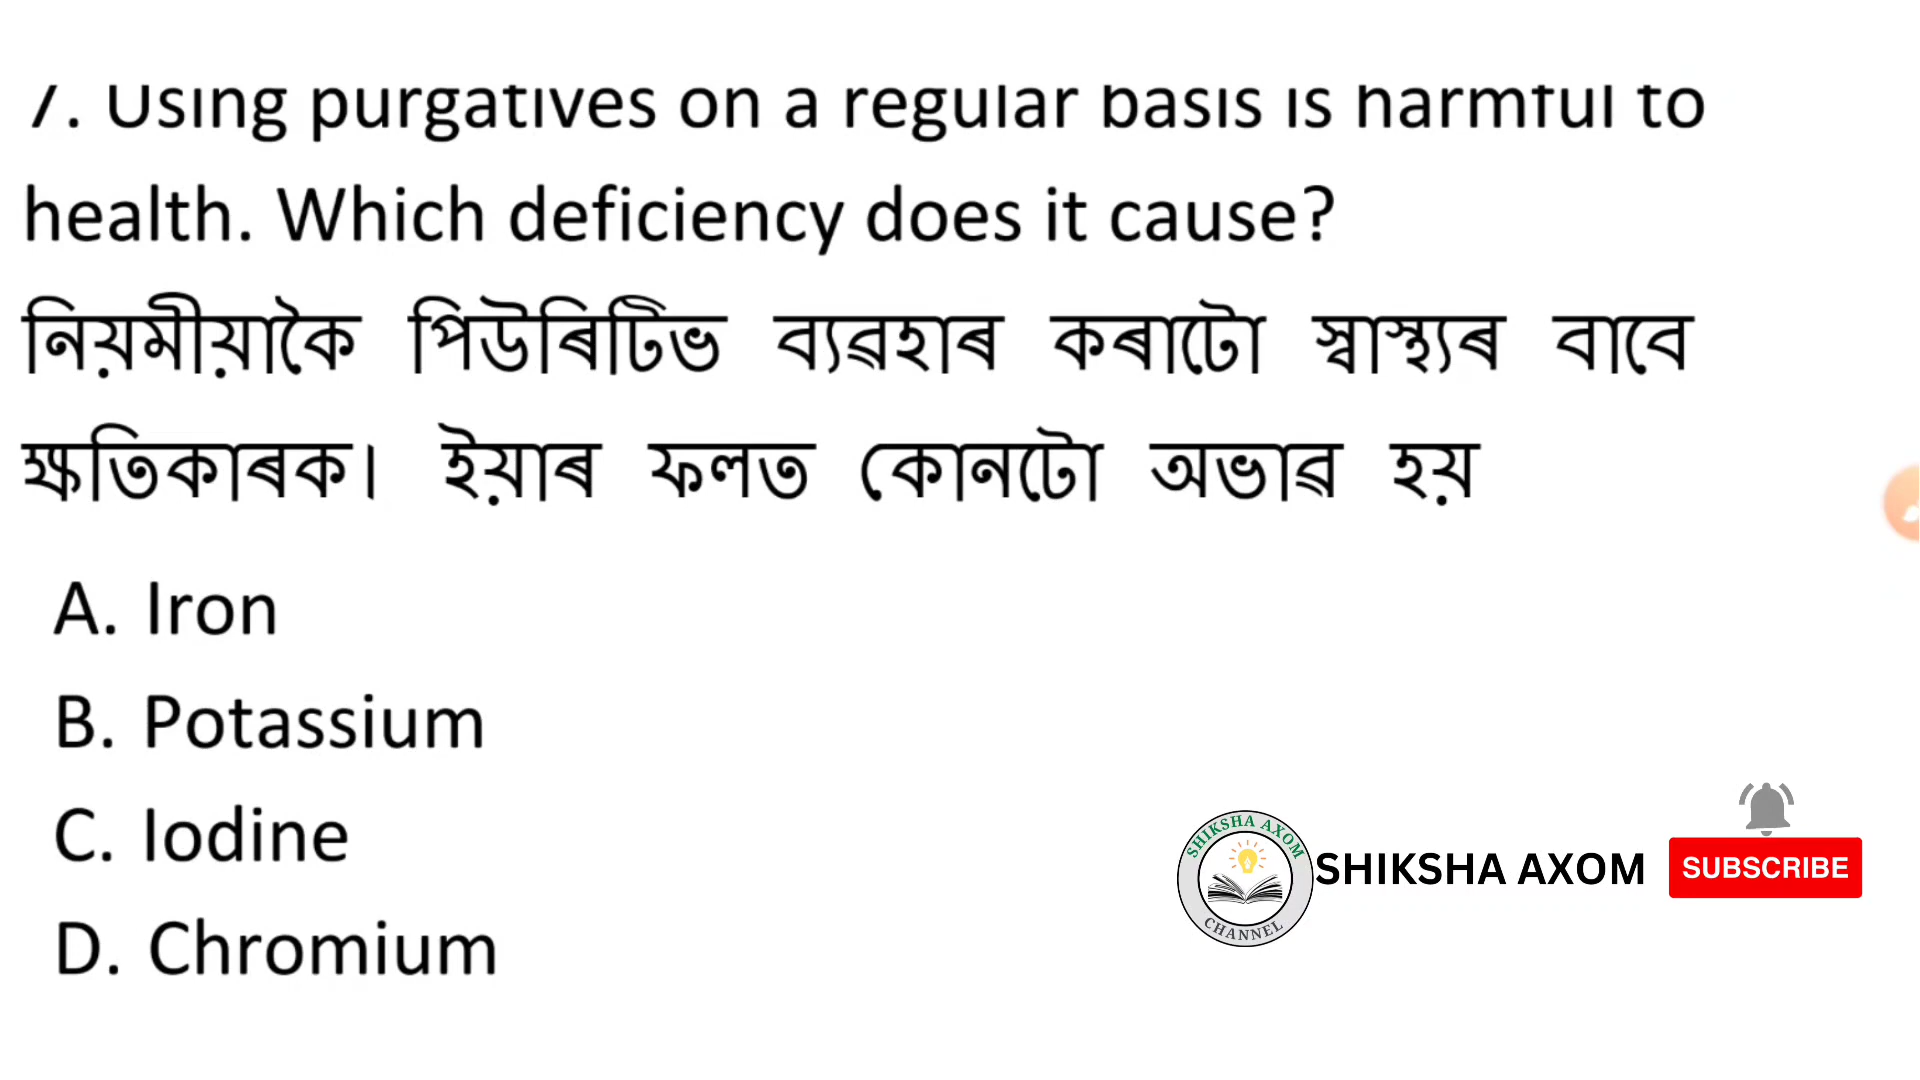 7. Using purgatives on a regular basis is harmful to
health. Which deficiency does it cause?
নিয়মীয়াকৈ পিউৰিটিভ ব্যৱহাৰ কৰাটো স্বাস্থ্যৰ বাবে
ক্ষতিকাৰক। ইয়াৰ ফলত কোনটো অভাৱ হয়
A. Iron
B. Potassium
C. Iodine
D. Chromium
SHIKSHA AXOM
CHANNEL
SHIKSHA AXOM
SUBSCRIBE